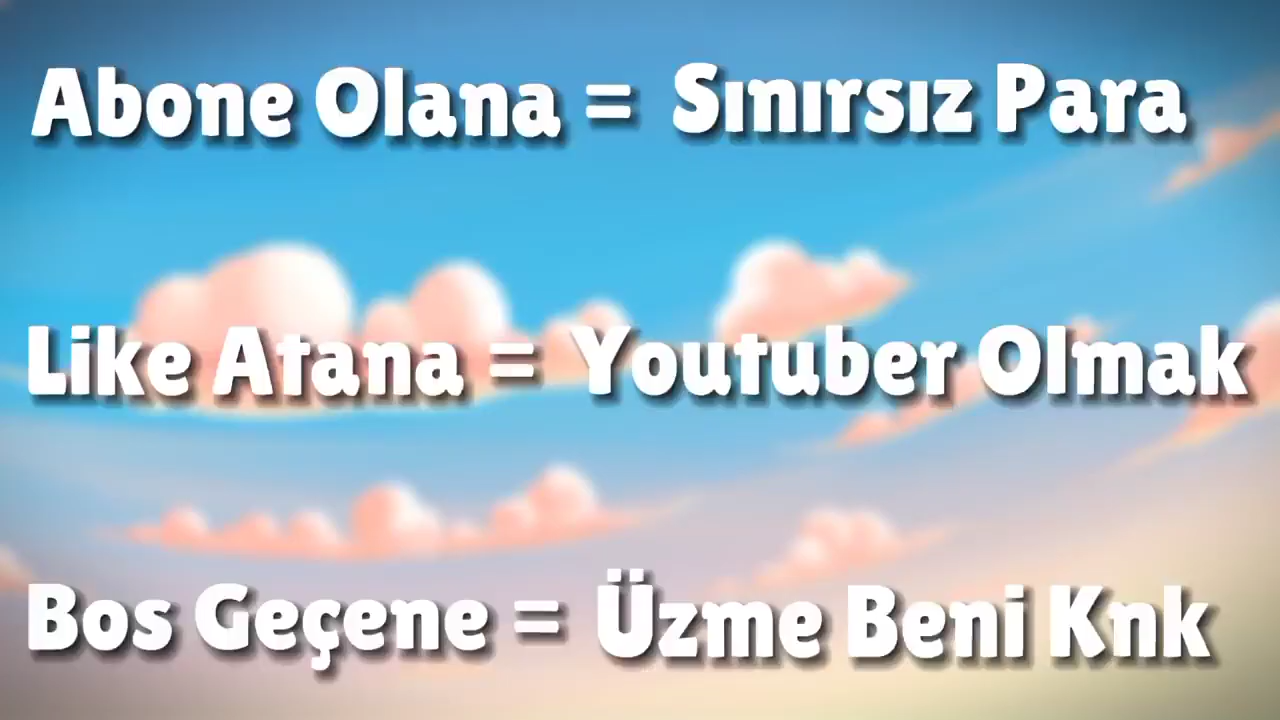 Abone Olana = Sınırsız Para
Like Atana = Youtuber Olmak
Bos Geçene = Üzme Beni Knk